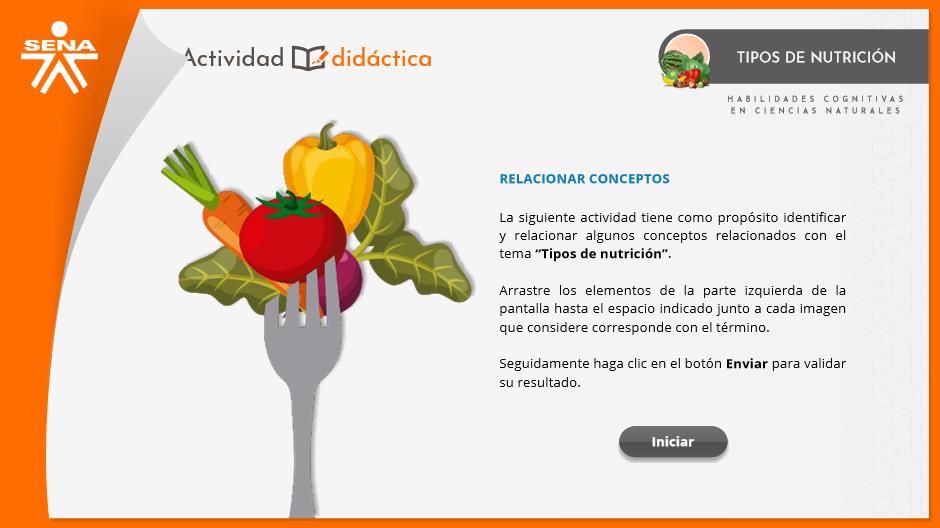 SENA
Actividad didáctica
TIPOS DE NUTRICIÓN
HABILIDADES COGNITIVAS
EN CIENCIAS NATURALES
RELACIONAR CONCEPTOS
La siguiente actividad tiene como propósito identificar
y relacionar algunos conceptos relacionados con el
tema “Tipos de nutrición”.
Arrastre los elementos de la parte izquierda de la
pantalla hasta el espacio indicado junto a cada imagen
que considere corresponde con el término.
Seguidamente haga clic en el botón Enviar para validar
su resultado.
Iniciar